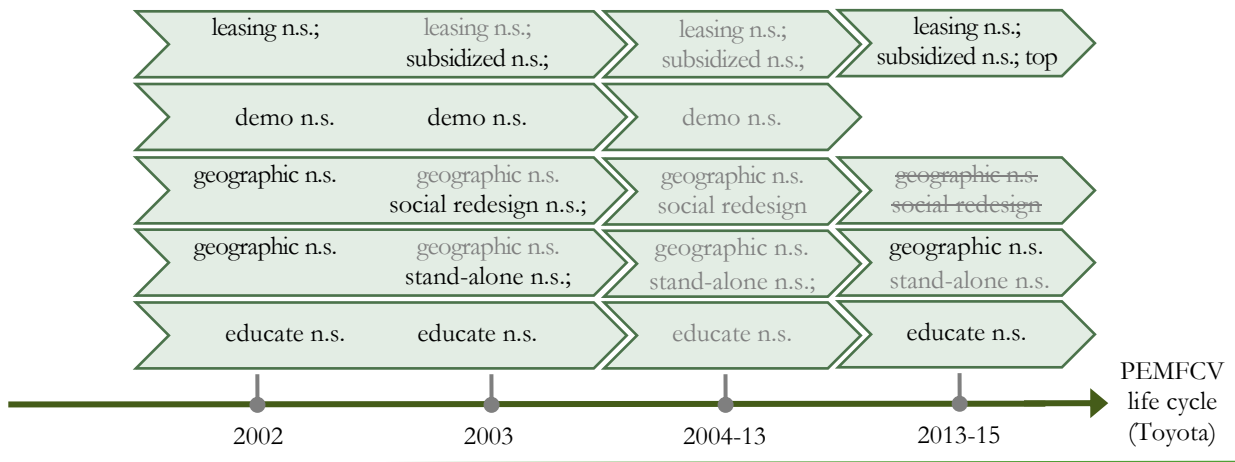 leasing n.s.;
leasing n.s.;
subsidized n.s.;
leasing n.s.;
subsidized n.s.;
leasing n.s.;
subsidized n.s.; top
demo n.s.
demo n.s.
demo n.s.
geographic n.s.
geographic n.s.
social redesign n.s.;
geographic n.s.
social redesign
geographic n.s.
social redesign
geographic n.s.
geographic n.s.
stand-alone n.s.;
geographic n.s.
stand-alone n.s.;
geographic n.s.
stand-alone n.s.
educate n.s.
educate n.s.
educate n.s.
educate n.s.
2002
2003
2004-13
2013-15
PEMFCV
life cycle
(Toyota)